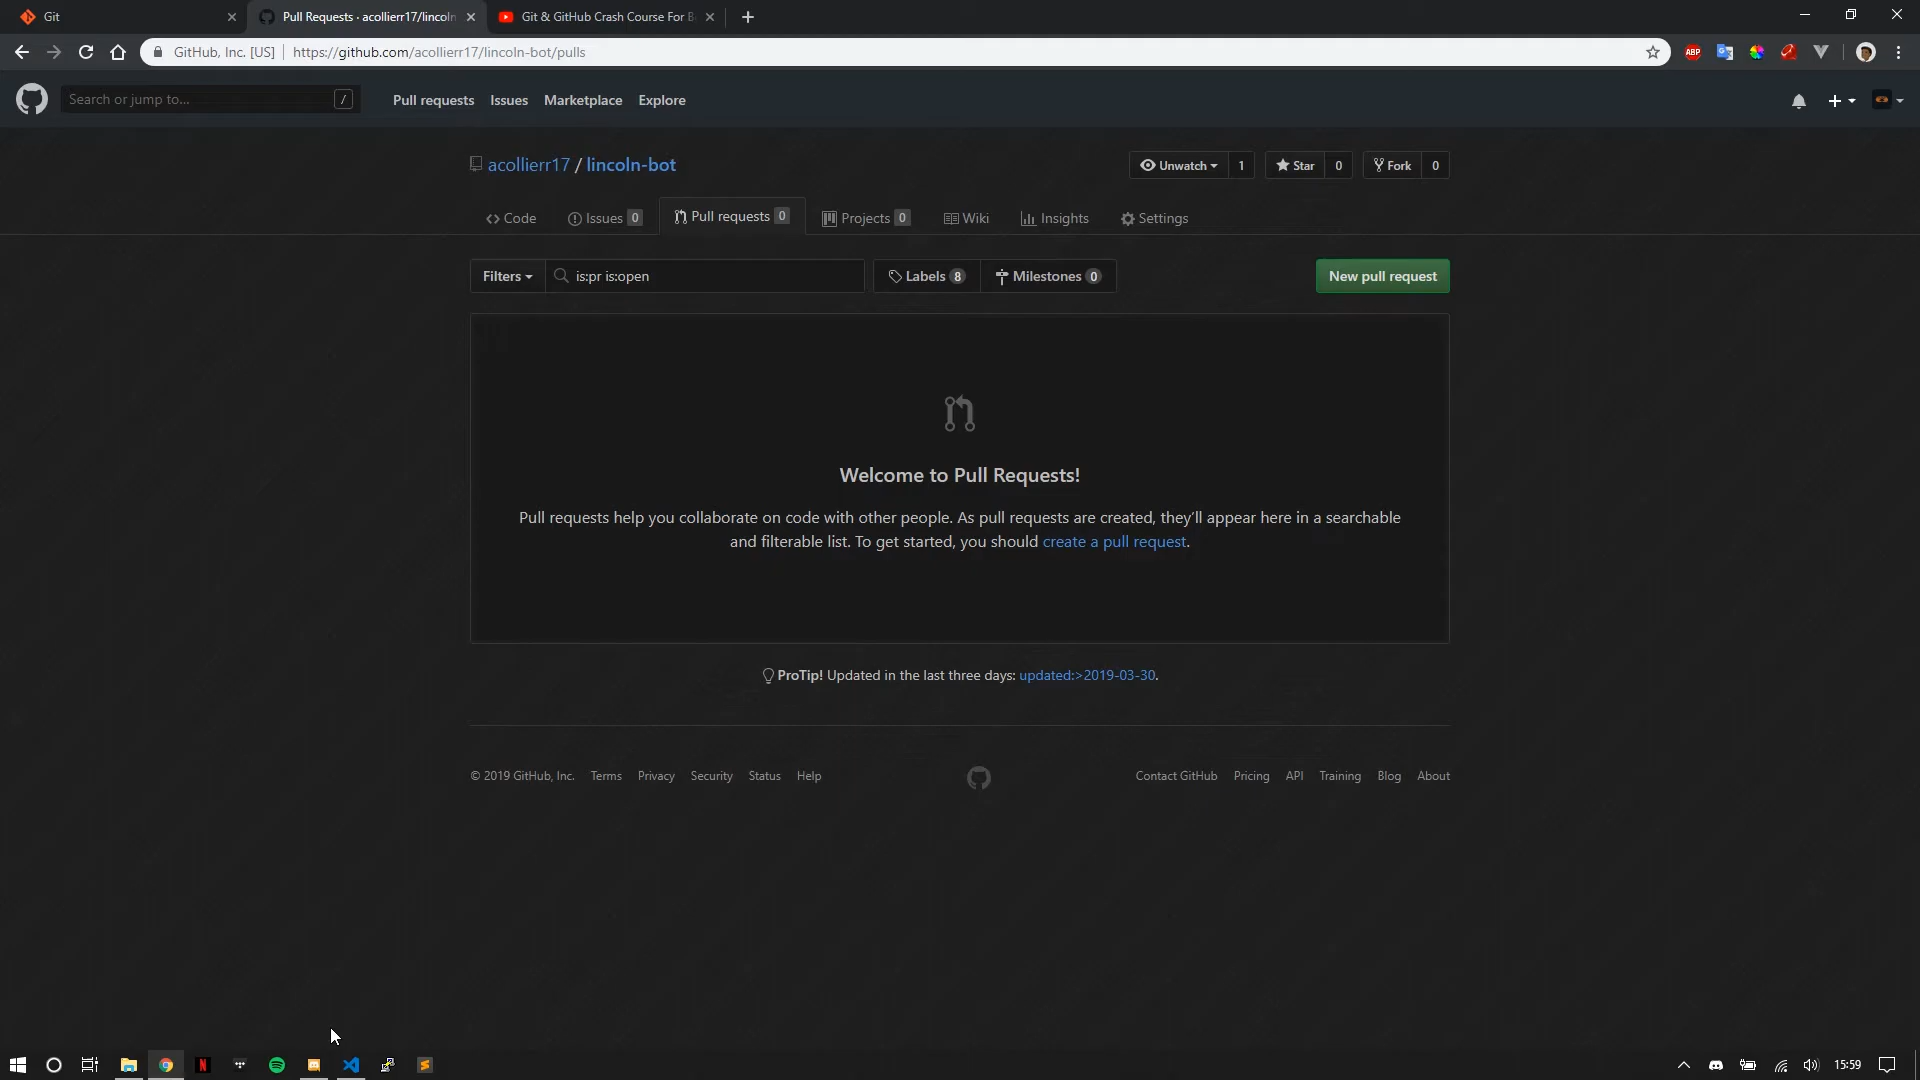 Git
Pull Requests · acollierr17/lincoln
Git & GitHub Crash Course For B
GitHub, Inc. [US]
https://github.com/acollierr17/lincoln-bot/pulls
ABP
Search or jump to...
/
Pull requests
Issues
Marketplace
Explore
acollierr17 / lincoln-bot
Unwatch
1
Star
0
Fork
0
Code
Issues 0
Pull requests 0
Projects 0
Wiki
Insights
Settings
Filters
is:pr is:open
Labels 8
Milestones 0
New pull request
Welcome to Pull Requests!
Pull requests help you collaborate on code with other people. As pull requests are created, they’ll appear here in a searchable
and filterable list. To get started, you should create a pull request.
ProTip! Updated in the last three days: updated:>2019-03-30.
© 2019 GitHub, Inc.
Terms
Privacy
Security
Status
Help
Contact GitHub
Pricing
API
Training
Blog
About
N
15:59